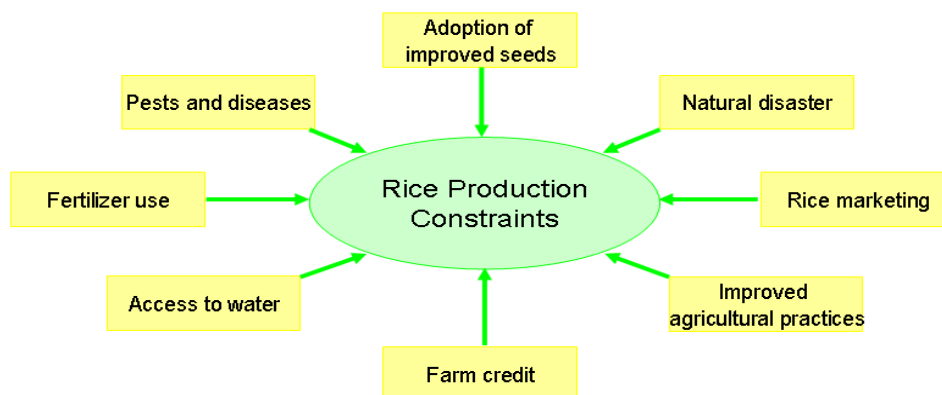 Adoption of
improved seeds
Pests and diseases
Natural disaster
Rice Production
Constraints
Fertilizer use
Rice marketing
Access to water
Improved
agricultural practices
Farm credit